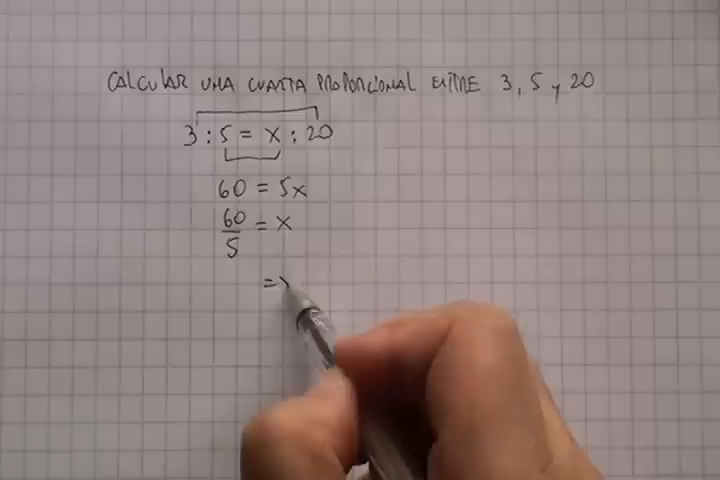 CALCULAR UNA CUARTA PROPORCIONAL ENTRE 3, 5 y 20
3 : 5 = x : 20
60 = 5x
60/5 = x
= x